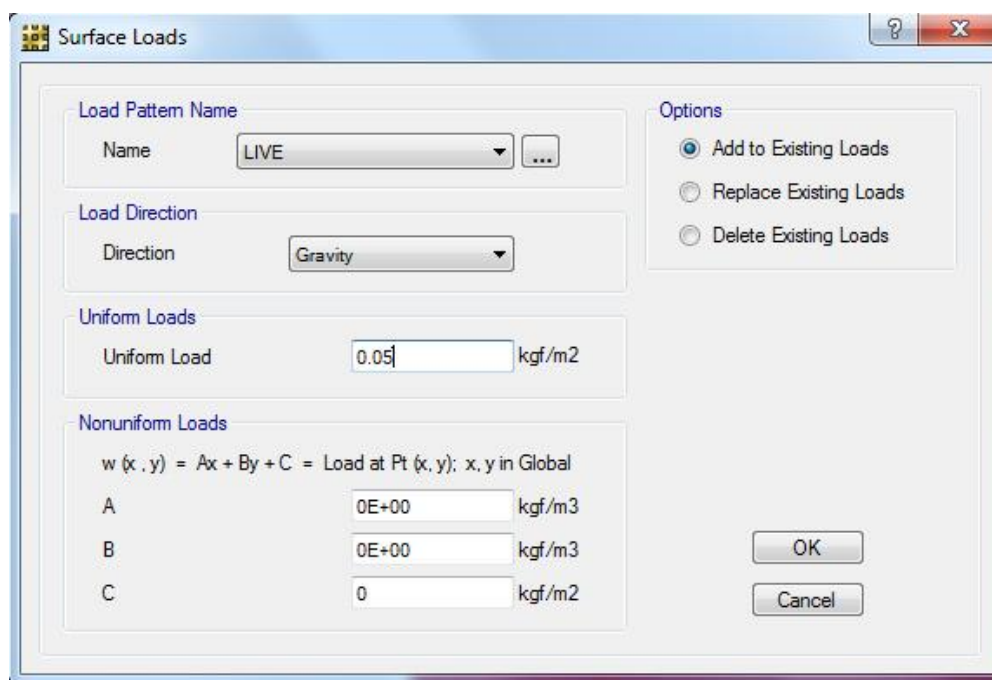 Surface Loads
Load Pattern Name
Name LIVE ...
Load Direction
Direction Gravity
Uniform Loads
Uniform Load 0.05 kgf/m2
Nonuniform Loads
w (x , y) = Ax + By + C = Load at Pt (x, y); x, y in Global
A 0E+00 kgf/m3
B 0E+00 kgf/m3
C 0 kgf/m2
Options
Add to Existing Loads
Replace Existing Loads
Delete Existing Loads
OK
Cancel